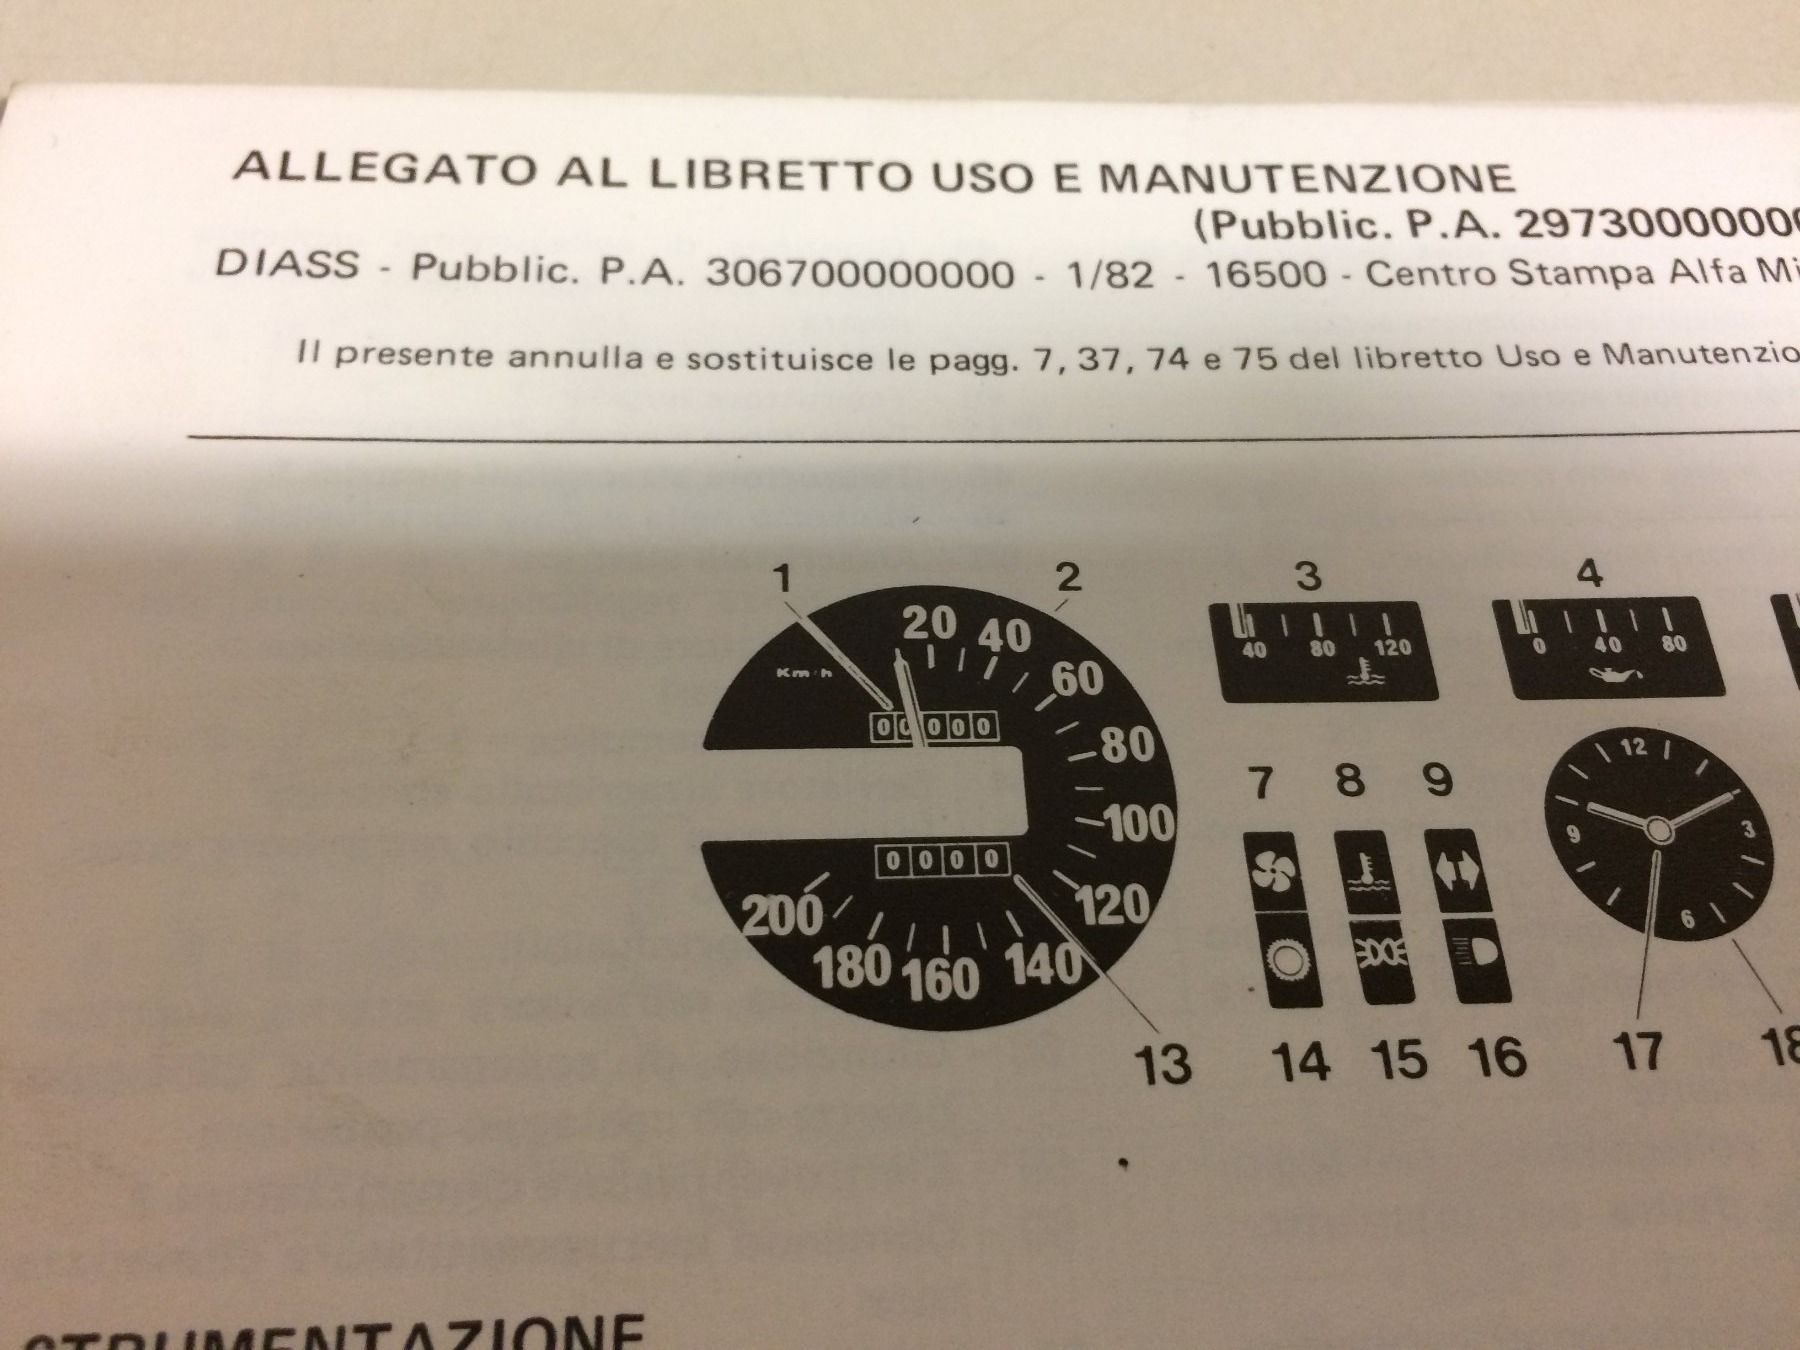 ALLEGATO AL LIBRETTO USO E MANUTENZIONE
(Pubblic. P.A. 29730000000
DIASS - Pubblic. P.A. 306700000000 - 1/82 - 16500 - Centro Stampa Alfa Mi
Il presente annulla e sostituisce le pagg. 7, 37, 74 e 75 del libretto Uso e Manutenzio
1 2 3 4
20 40 60 80 100 120 140 160 180 200
Km/h
00000
0000
40 80 120
0 40 80
7 8 9
12 3 6 9
13 14 15 16 17 18
STRUMENTAZIONE